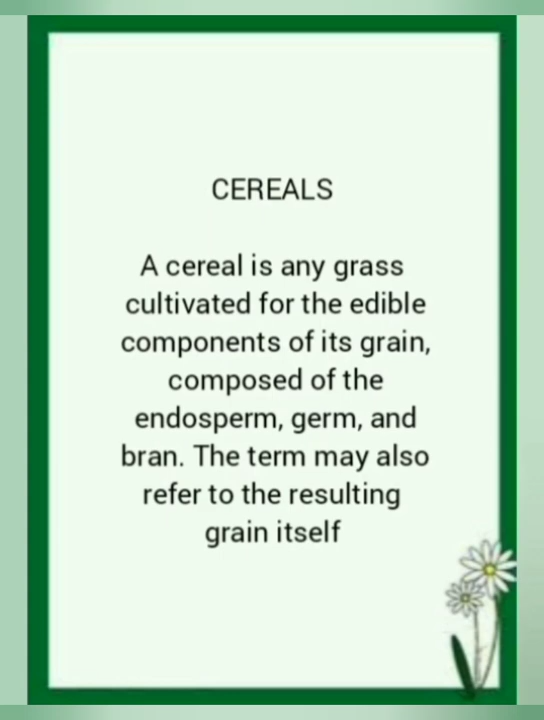 CEREALS
A cereal is any grass
cultivated for the edible
components of its grain,
composed of the
endosperm, germ, and
bran. The term may also
refer to the resulting
grain itself